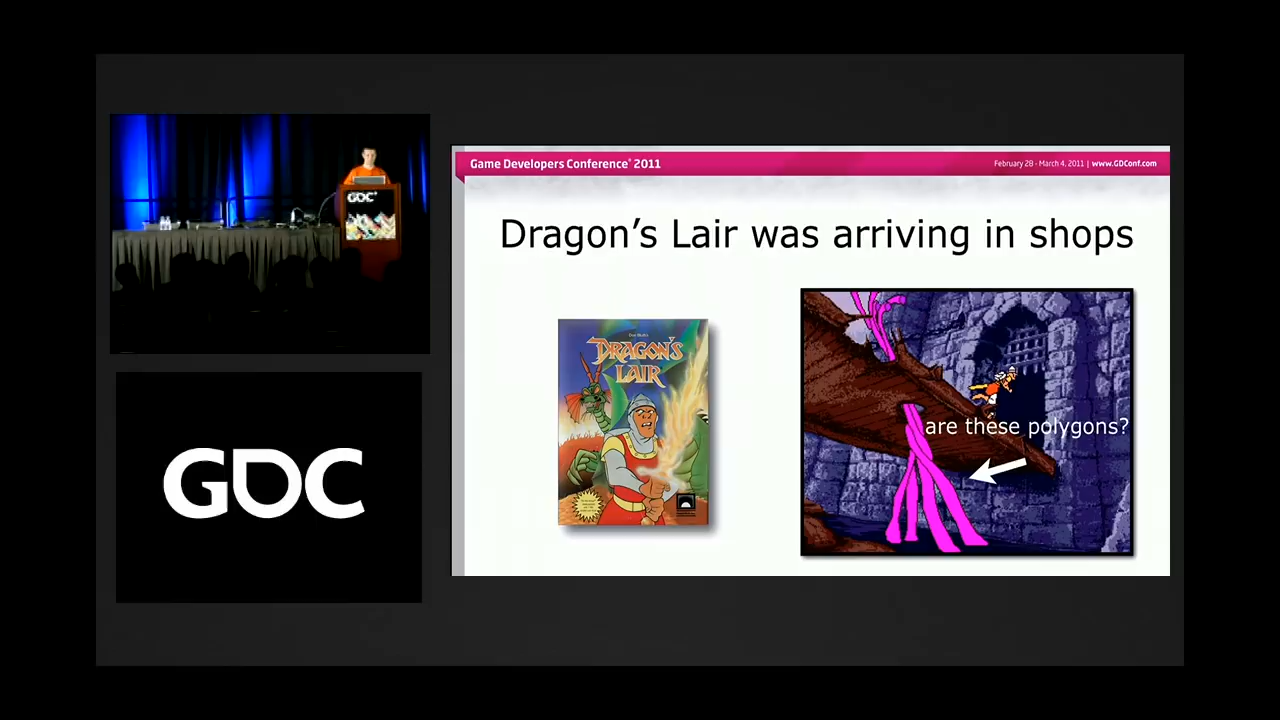 Game Developers Conference® 2011
February 28 - March 4, 2011 | www.GDConf.com
Dragon's Lair was arriving in shops
GDC
DRAGON'S
LAIR
are these polygons?
GDC